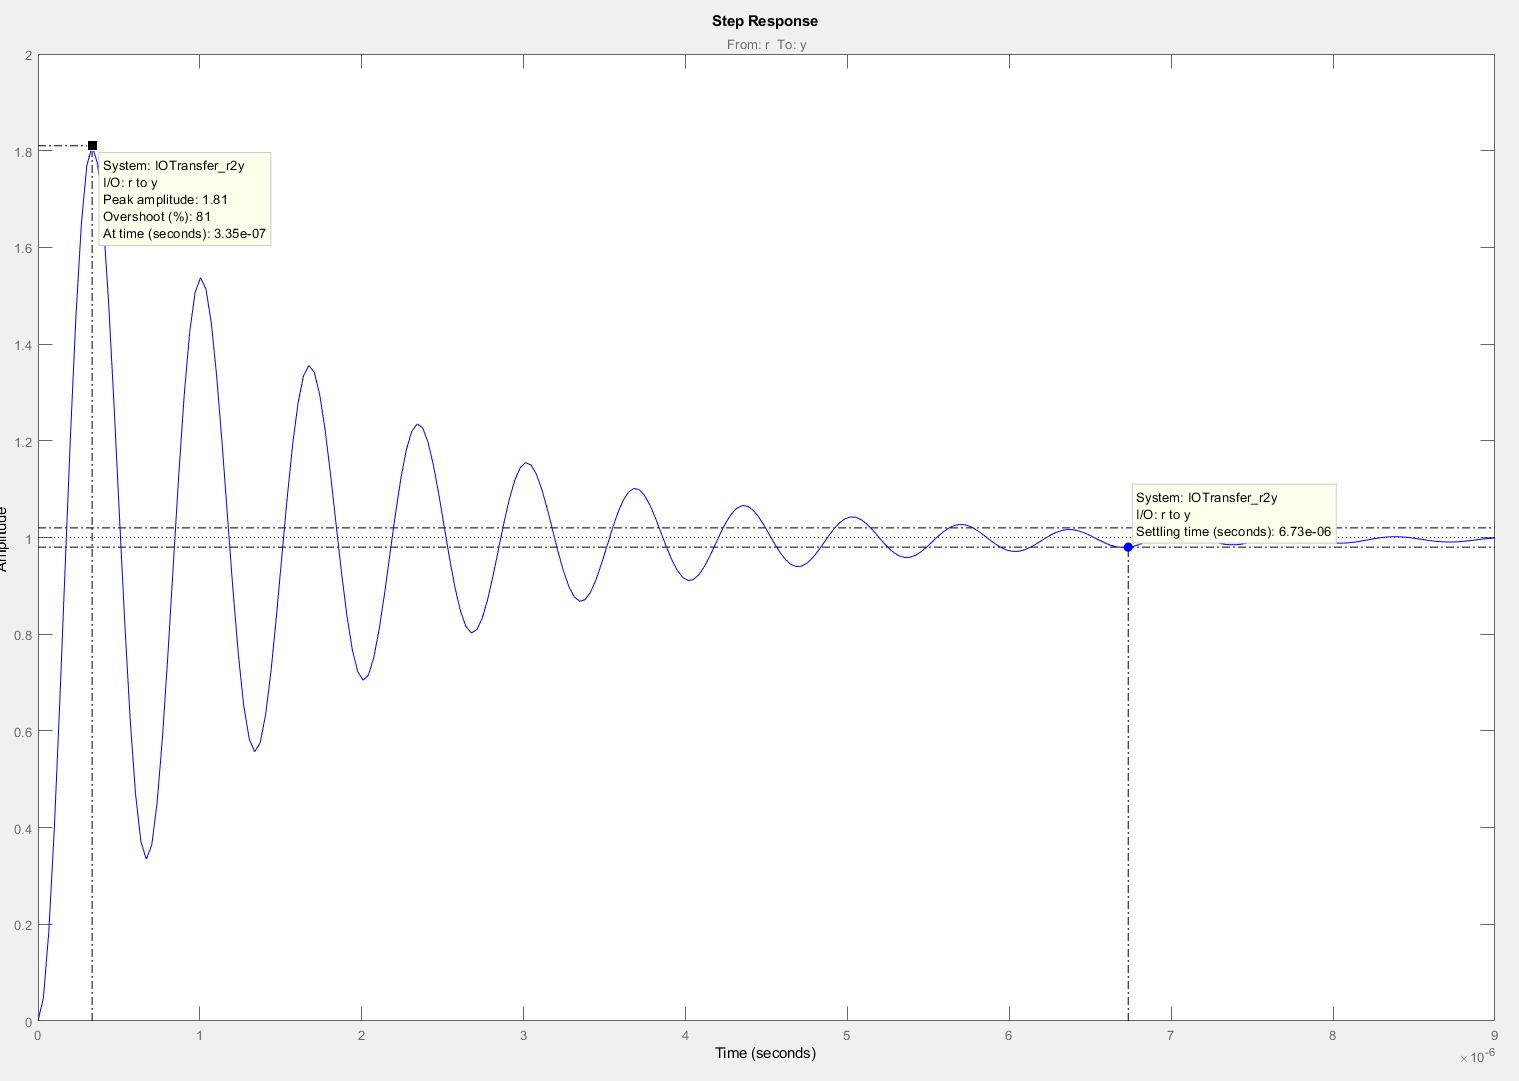 Step Response
From: r To: y
2
1.8
1.6
1.4
1.2
1
0.8
0.6
0.4
0.2
0
Amplitude
System: IOTransfer_r2y
I/O: r to y
Peak amplitude: 1.81
Overshoot (%): 81
At time (seconds): 3.35e-07
System: IOTransfer_r2y
I/O: r to y
Settling time (seconds): 6.73e-06
0 1 2 3 4 5 6 7 8 9
Time (seconds)
×10^-6